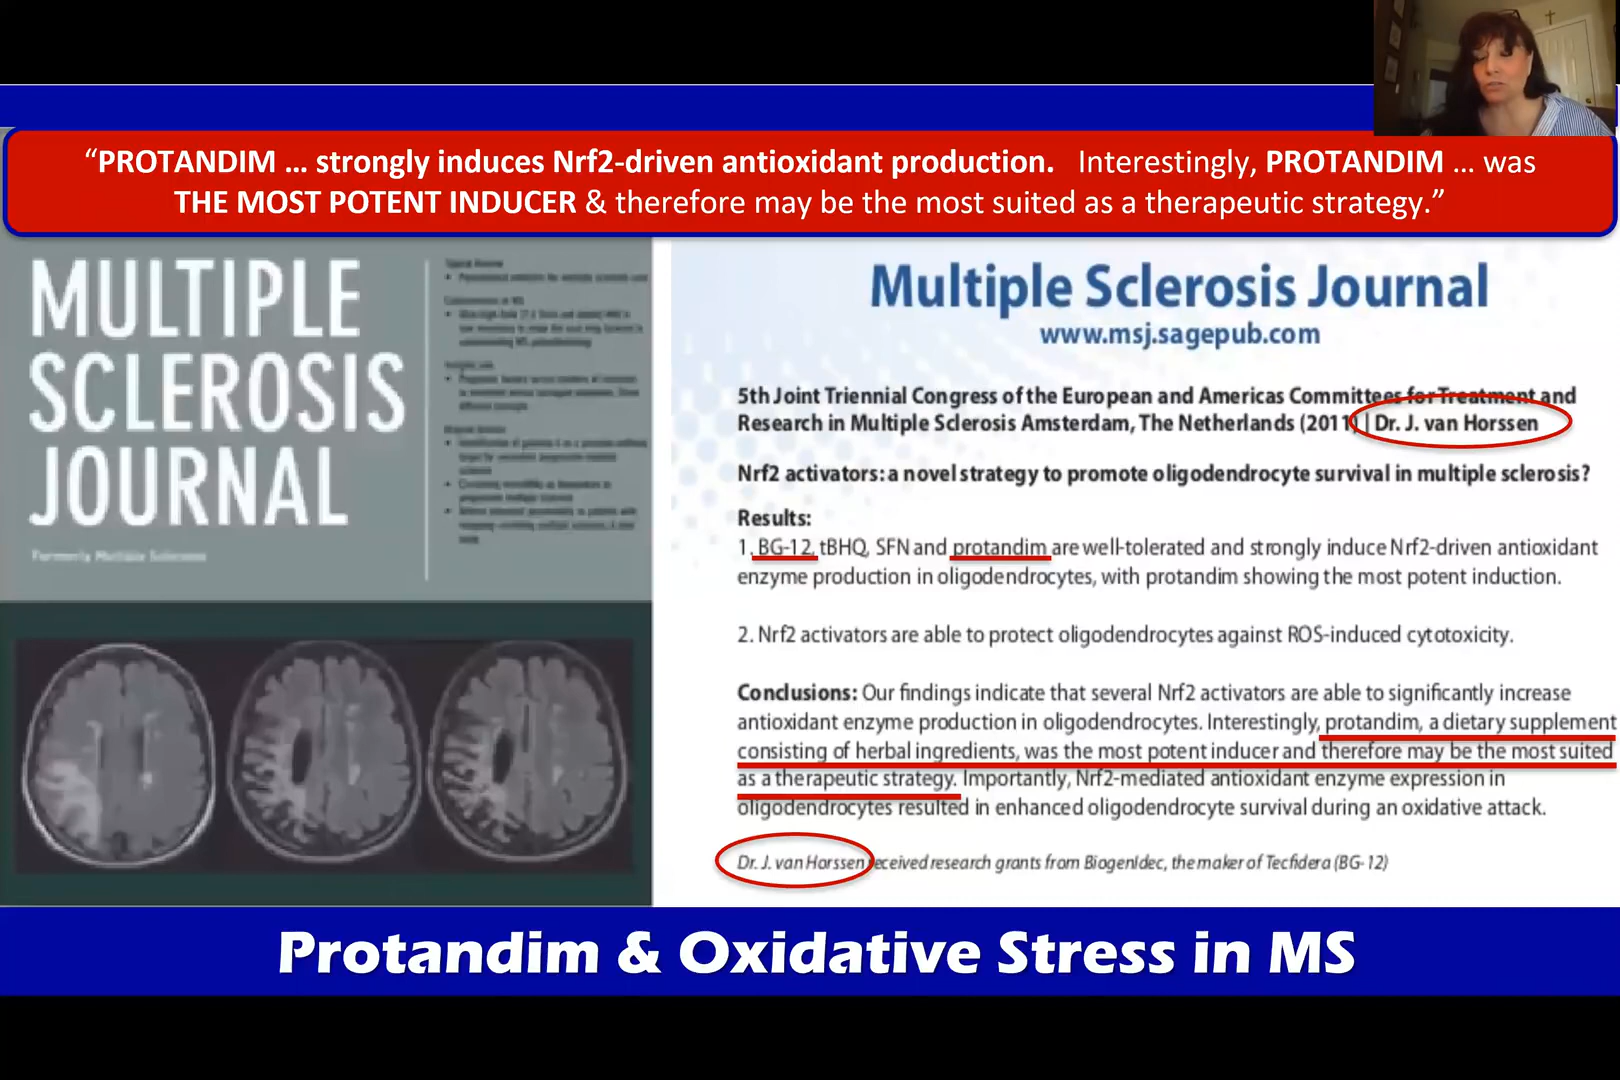 “PROTANDIM ... strongly induces Nrf2-driven antioxidant production. Interestingly, PROTANDIM ... was
THE MOST POTENT INDUCER & therefore may be the most suited as a therapeutic strategy.”
MULTIPLE
SCLEROSIS
JOURNAL
Formerly Multiple Sclerosis
Multiple Sclerosis Journal
www.msj.sagepub.com
5th Joint Triennial Congress of the European and Americas Committees for Treatment and
Research in Multiple Sclerosis Amsterdam, The Netherlands (2011) | Dr. J. van Horssen
Nrf2 activators: a novel strategy to promote oligodendrocyte survival in multiple sclerosis?
Results:
1. BG-12, tBHQ, SFN and protandim are well-tolerated and strongly induce Nrf2-driven antioxidant
enzyme production in oligodendrocytes, with protandim showing the most potent induction.
2. Nrf2 activators are able to protect oligodendrocytes against ROS-induced cytotoxicity.
Conclusions: Our findings indicate that several Nrf2 activators are able to significantly increase
antioxidant enzyme production in oligodendrocytes. Interestingly, protandim, a dietary supplement
consisting of herbal ingredients, was the most potent inducer and therefore may be the most suited
as a therapeutic strategy. Importantly, Nrf2-mediated antioxidant enzyme expression in
oligodendrocytes resulted in enhanced oligodendrocyte survival during an oxidative attack.
Dr. J. van Horssen received research grants from BiogenIdec, the maker of Tecfidera (BG-12)
Protandim & Oxidative Stress in MS